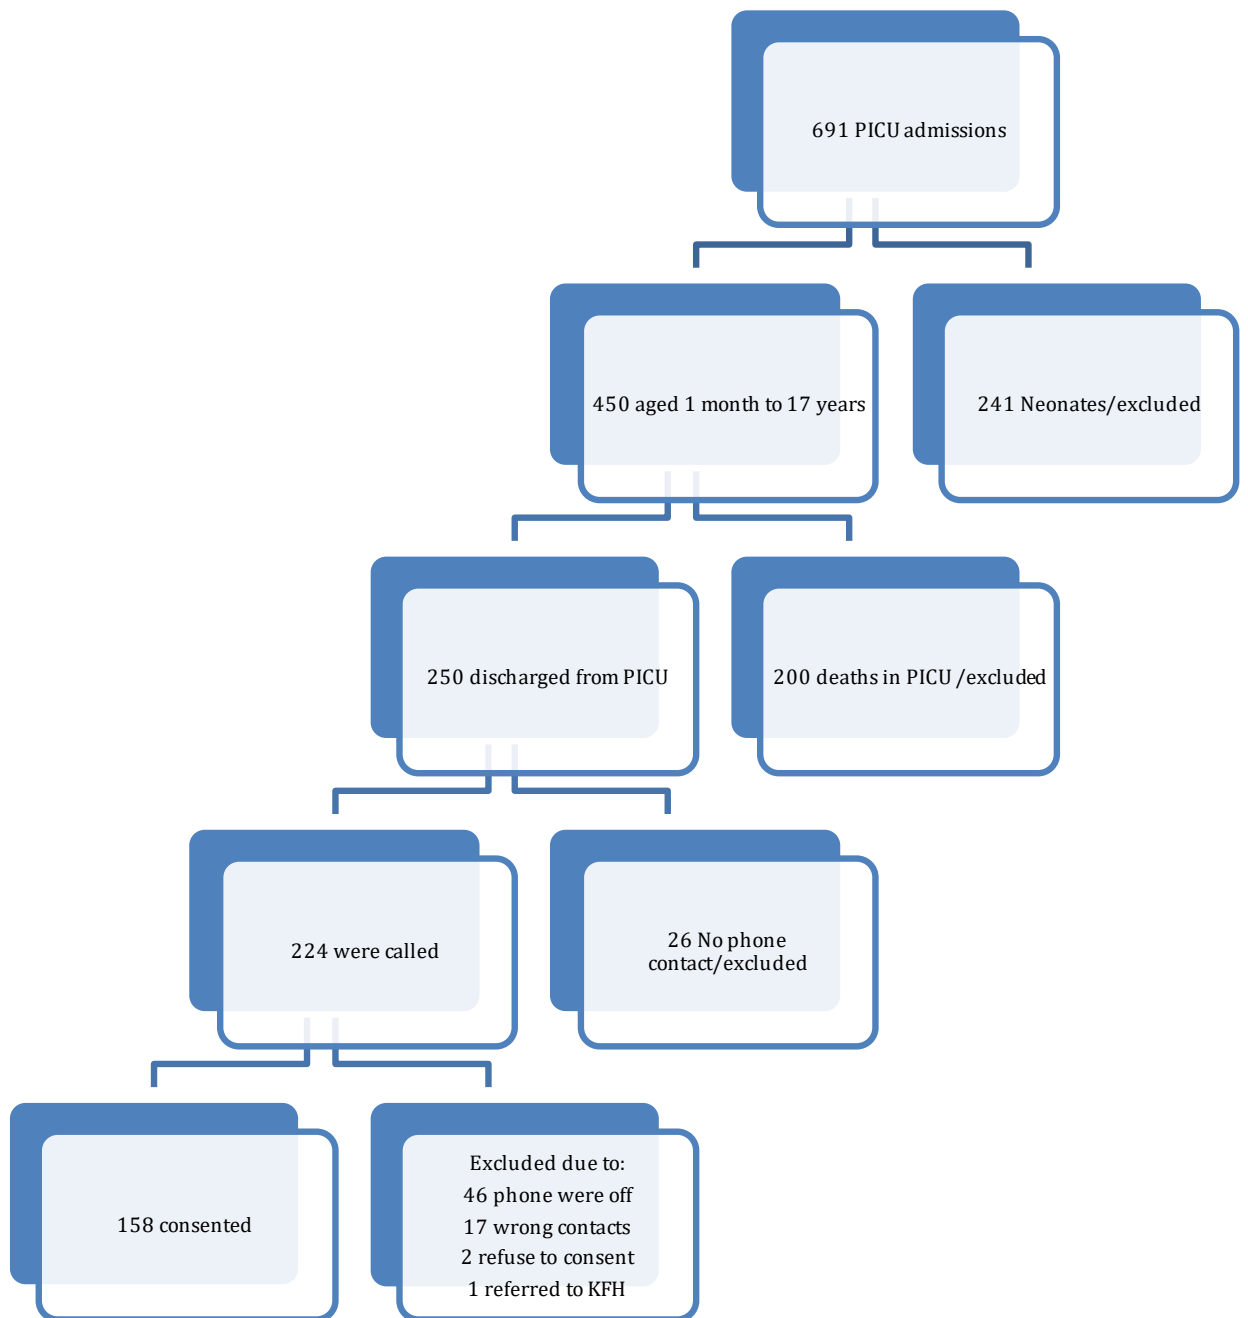 691 PICU admissions
450 aged 1 month to 17 years
241 Neonates/excluded
250 discharged from PICU
200 deaths in PICU /excluded
224 were called
26 No phone
contact/excluded
158 consented
Excluded due to:
46 phone were off
17 wrong contacts
2 refuse to consent
1 referred to KFH